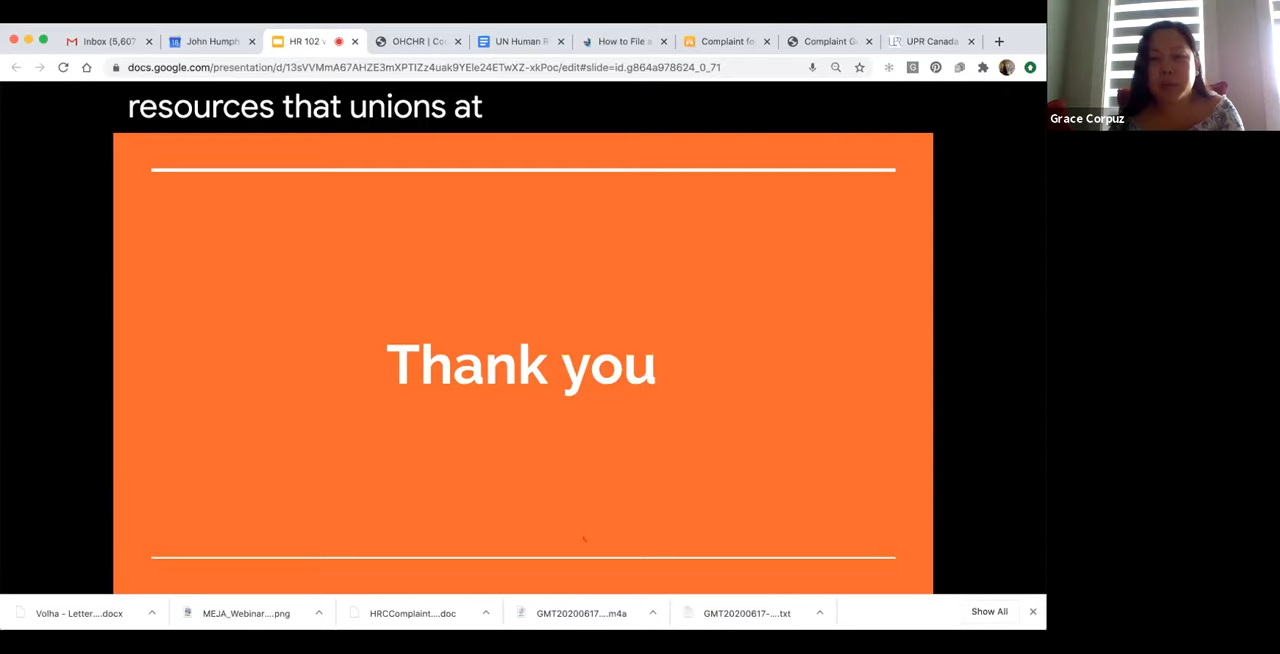 Inbox (5,607
John Humph
HR 102 v
OHCHR | Co
UN Human R
How to File a
Complaint fo
Complaint G
UPR Canada
docs.google.com/presentation/d/13sVVMmA67AHZE3mXPTIZz4uak9YEle24ETwXZ-xkPoc/edit#slide=id.g864a978624_0_71
Grace Corpuz
resources that unions at
Thank you
Volha - Letter....docx
MEJA_Webinar....png
HRCComplaint....doc
GMT20200617....m4a
GMT20200617-....txt
Show All